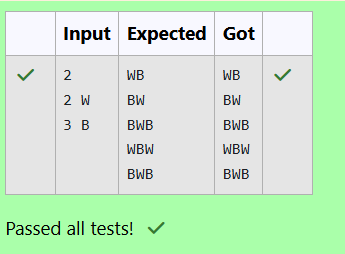 Input Expected Got
2 WB WB
2 W BW BW
3 B BWB BWB
WBW WBW
BWB BWB
Passed all tests!